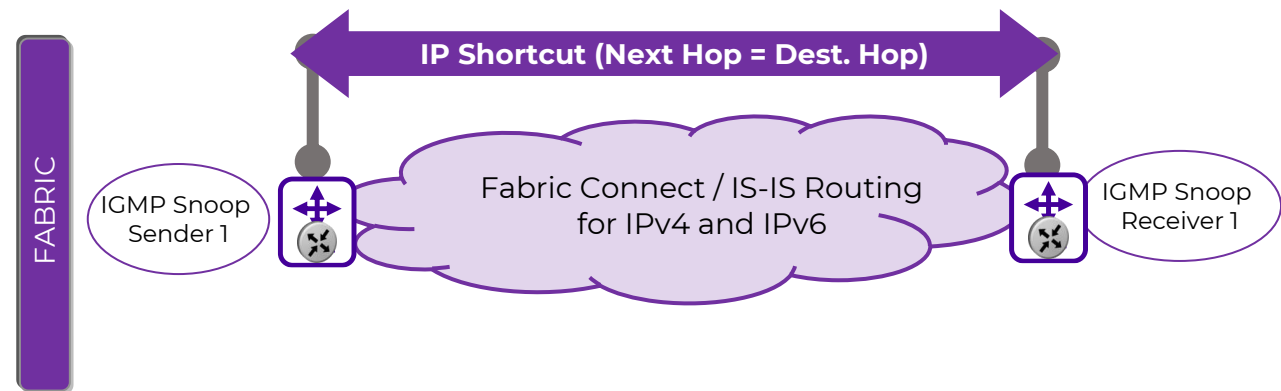 IP Shortcut (Next Hop = Dest. Hop)
FABRIC
IGMP Snoop
Sender 1
Fabric Connect / IS-IS Routing
for IPv4 and IPv6
IGMP Snoop
Receiver 1